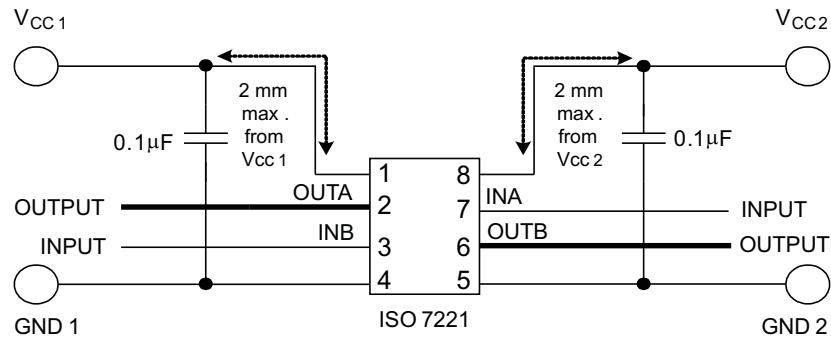 VCC 1
VCC 2
2 mm
max .
from
Vcc 1
2 mm
max .
from
Vcc 2
0.1µF
0.1µF
1
8
OUTPUT
OUTA
2
7
INA
INPUT
INPUT
INB
3
6
OUTB
OUTPUT
4
5
GND 1
ISO 7221
GND 2